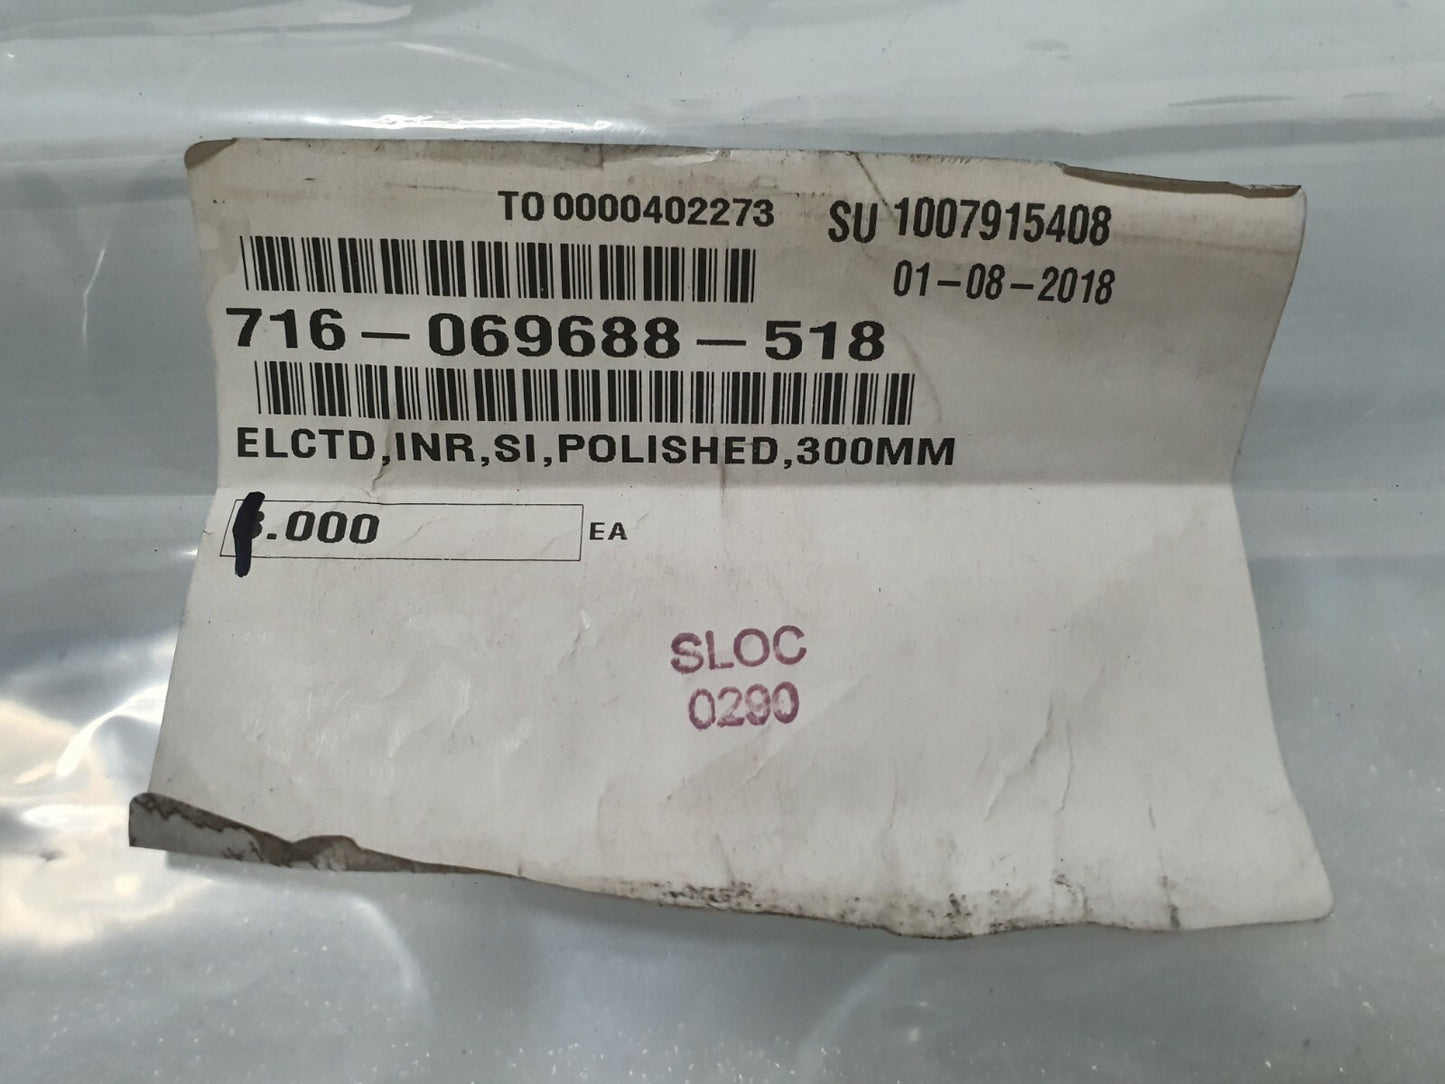 TO 0000402273 SU 1007915408
01-08-2018
716-069688-518
ELCTD,INR,SI,POLISHED,300MM
.000 EA
SLOC
0290